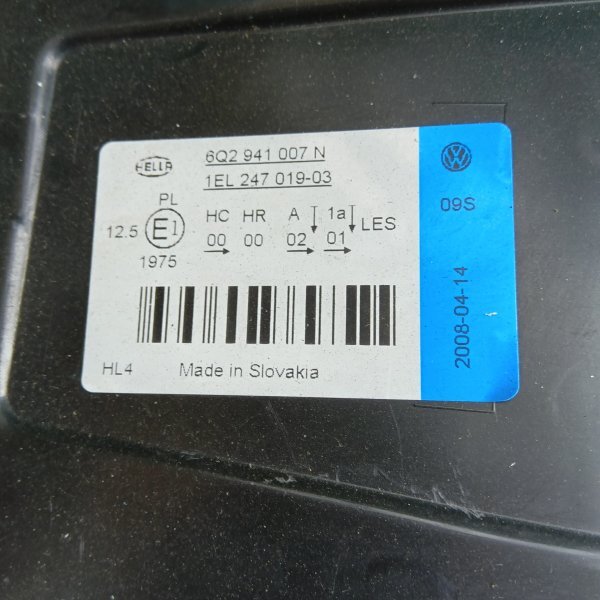 HELLA
6Q2 941 007 N
1EL 247 019-03
PL
HC HR A 1a LES
12.5 E1 00 00 02 01
1975
HL4 Made in Slovakia
VW
09S
2008-04-14